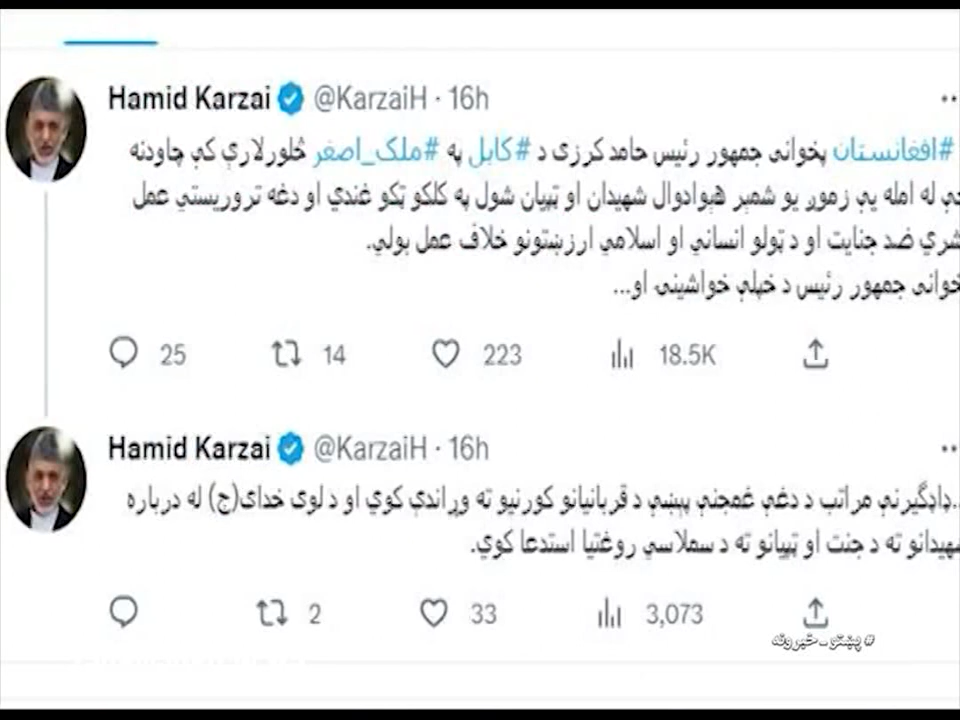 Hamid Karzai @KarzaiH · 16h
#افغانستان پخوانی جمهور رئیس حامد کرزی د #کابل په #ملک_اصغر څلورلارې کې چاودنه
چې له امله یې زموږ یو شمېر هېوادوال شهیدان او ټپیان شول په کلکو ټکو غندي او دغه تروریستي عمل
شري ضد جنایت او د ټولو انساني او اسلامي ارزښتونو خلاف عمل بولي.
خوانی جمهور رئیس د خپلې خواشینۍ او...
25 14 223 18.5K
Hamid Karzai @KarzaiH · 16h
..ډاډګیرنې مراتب د دغې غمجنې پېښې د قربانیانو کورنیو ته وړاندې کوي او د لوی خدای(ج) له درباره
شهیدانو ته د جنت او ټپیانو ته د سملاسي روغتیا استدعا کوي.
2 33 3,073
# پښتو_خبرونه